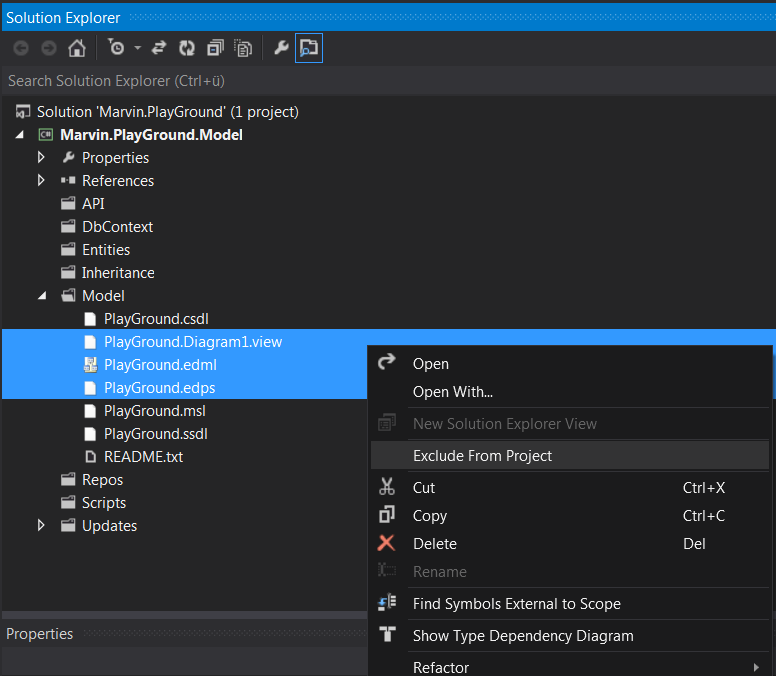 Solution Explorer
Search Solution Explorer (Ctrl+ü)
Solution 'Marvin.PlayGround' (1 project)
C# Marvin.PlayGround.Model
Properties
References
API
DbContext
Entities
Inheritance
Model
PlayGround.csdl
PlayGround.Diagram1.view
PlayGround.edml
PlayGround.edps
PlayGround.msl
PlayGround.ssdl
README.txt
Repos
Scripts
Updates
Open
Open With...
New Solution Explorer View
Exclude From Project
Cut Ctrl+X
Copy Ctrl+C
Delete Del
Rename
Find Symbols External to Scope
Show Type Dependency Diagram
Refactor
Properties